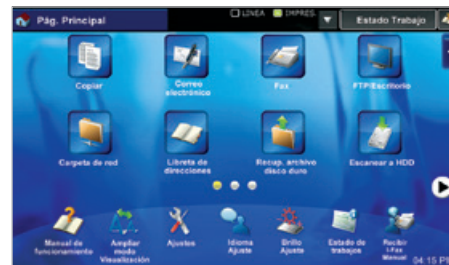 Pág. Principal
LINEA
IMPRES.
Estado Trabajo
Copiar
Correo
electrónico
Fax
FTP/Escritorio
Carpeta de red
Libreta de
direcciones
Recup. archivo
disco duro
Escanear a HDD
Manual de
funcionamiento
Ampliar
modo
Visualización
Ajustes
Idioma
Ajuste
Brillo
Ajuste
Estado de
trabajos
Recibir
I-Fax
Manual
04:15 P